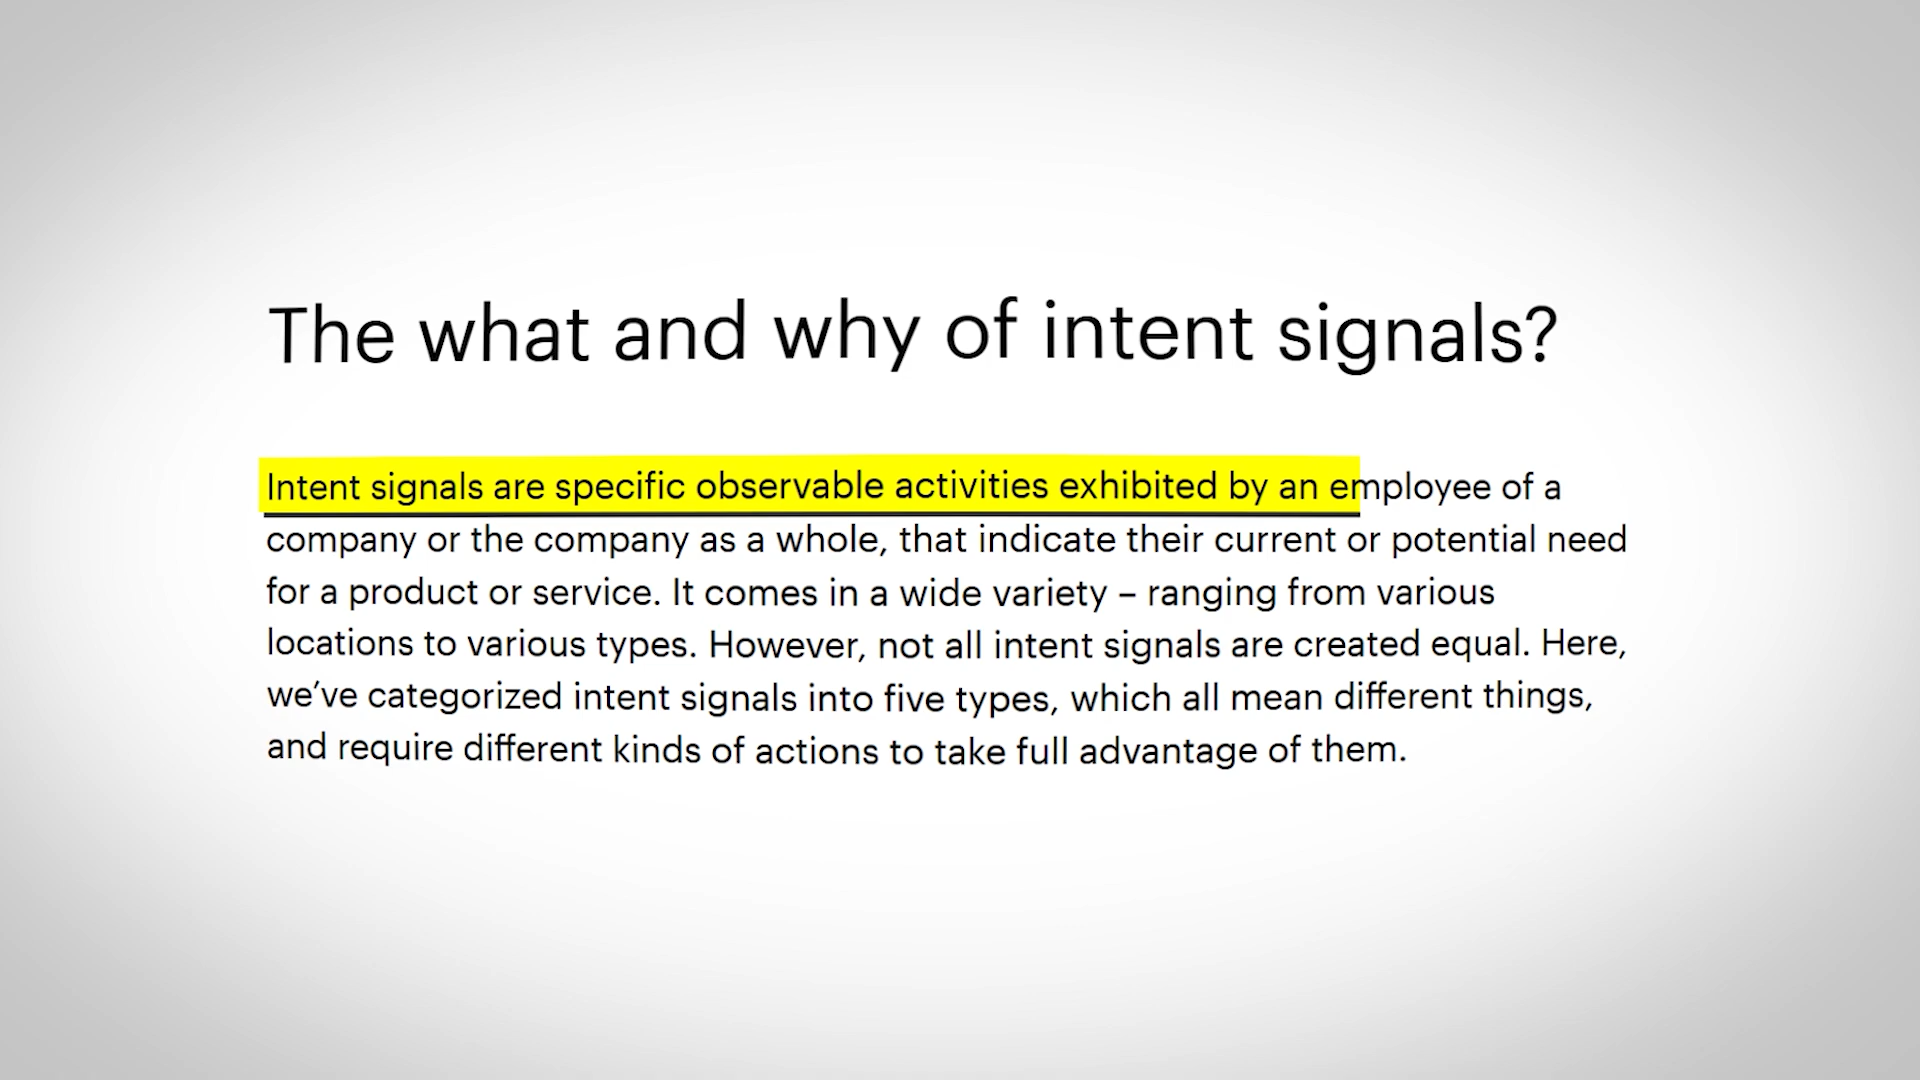 The what and why of intent signals?
Intent signals are specific observable activities exhibited by an employee of a
company or the company as a whole, that indicate their current or potential need
for a product or service. It comes in a wide variety – ranging from various
locations to various types. However, not all intent signals are created equal. Here,
we’ve categorized intent signals into five types, which all mean different things,
and require different kinds of actions to take full advantage of them.